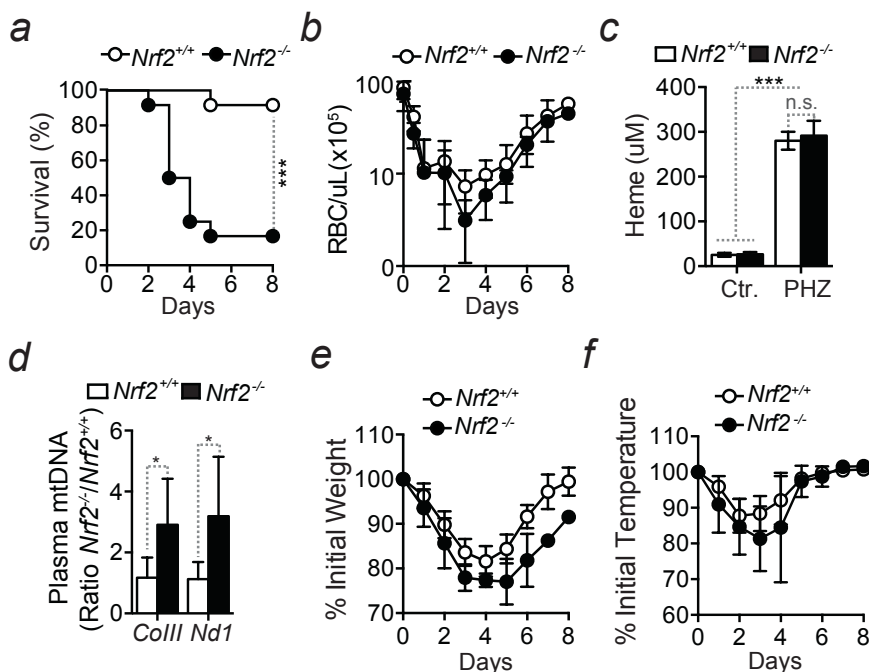 a
Nrf2+/+ Nrf2-/-
Survival (%)
100
80
60
40
20
0
2 4 6 8
Days
***
b
Nrf2+/+ Nrf2-/-
RBC/uL(x10⁵)
100
10
0
0 2 4 6 8
Days
c
Nrf2+/+
Nrf2-/-
Heme (uM)
400
300
200
100
0
***
n.s.
Ctr. PHZ
d
Nrf2+/+ Nrf2-/-
Plasma mtDNA
(Ratio Nrf2-/-/Nrf2+/+)
6
4
2
0
* *
CoIII Nd1
e
Nrf2+/+
Nrf2-/-
% Initial Weight
110
100
90
80
70
0 2 4 6 8
Days
f
Nrf2+/+
Nrf2-/-
% Initial Temperature
110
100
90
80
70
60
0 2 4 6 8
Days